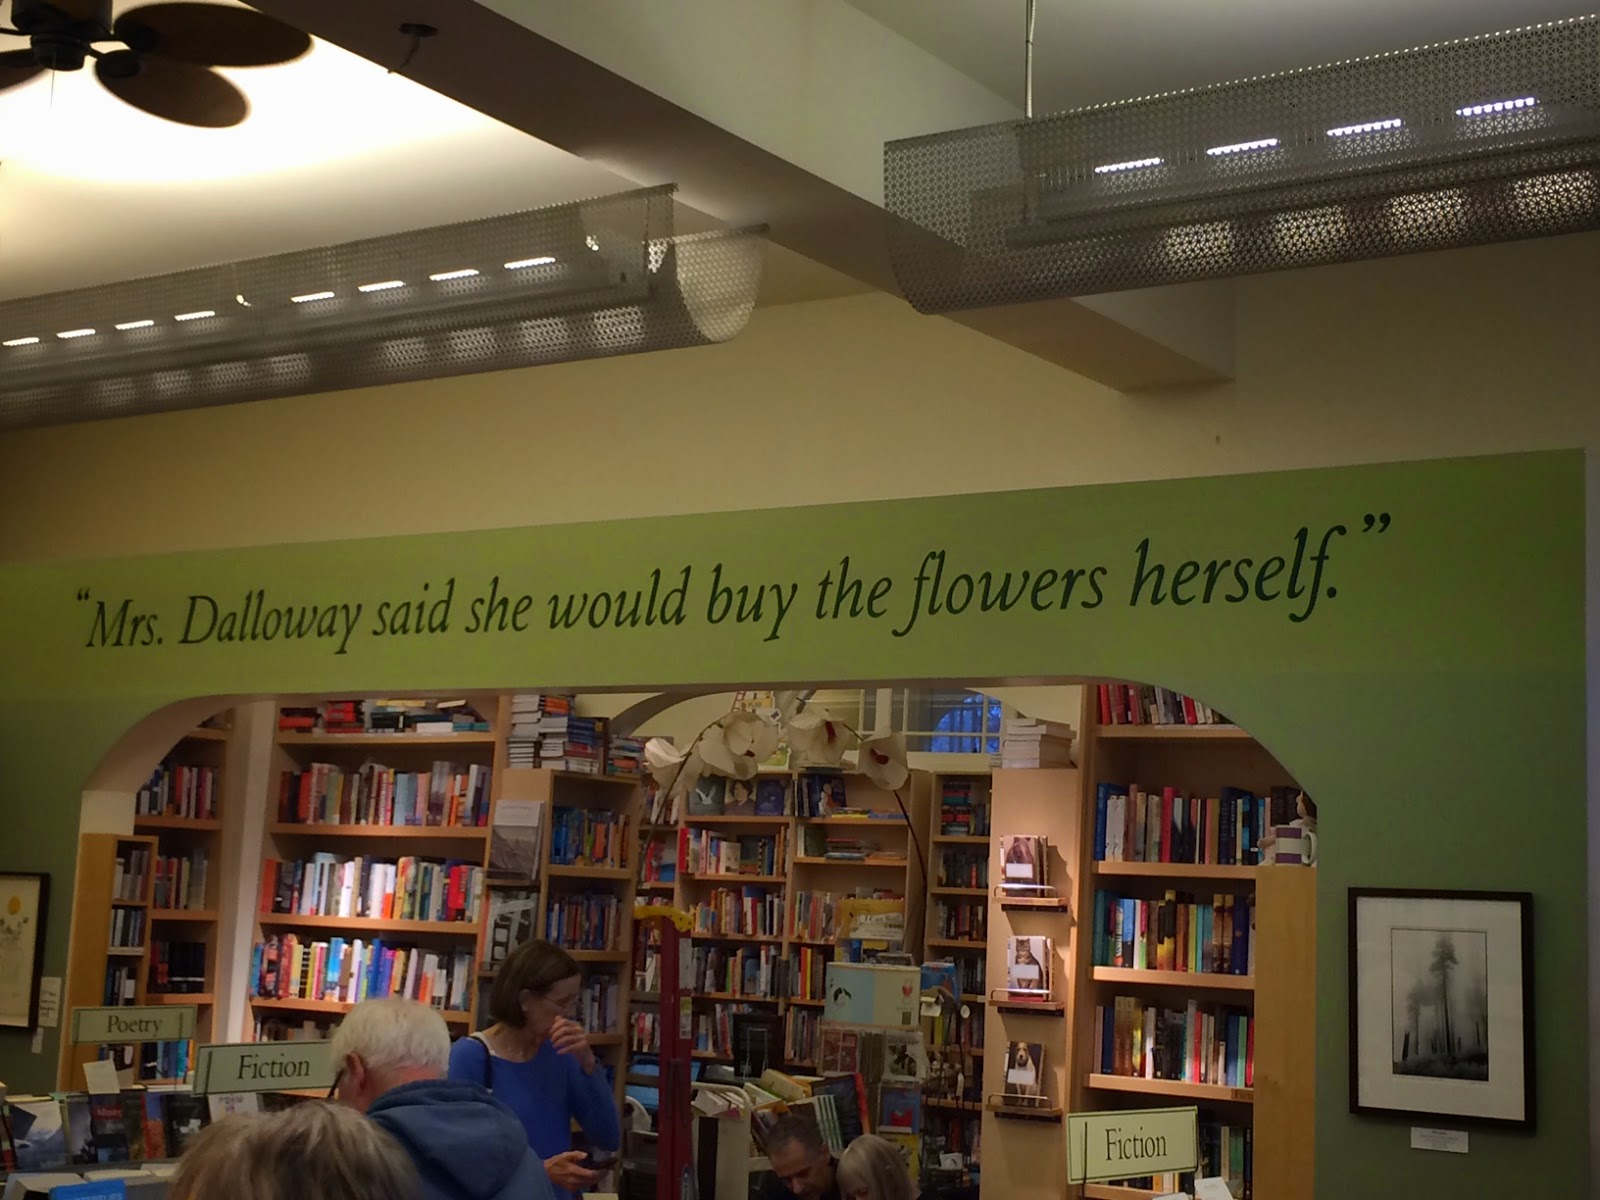 “Mrs. Dalloway said she would buy the flowers herself.”
Poetry
Fiction
Fiction